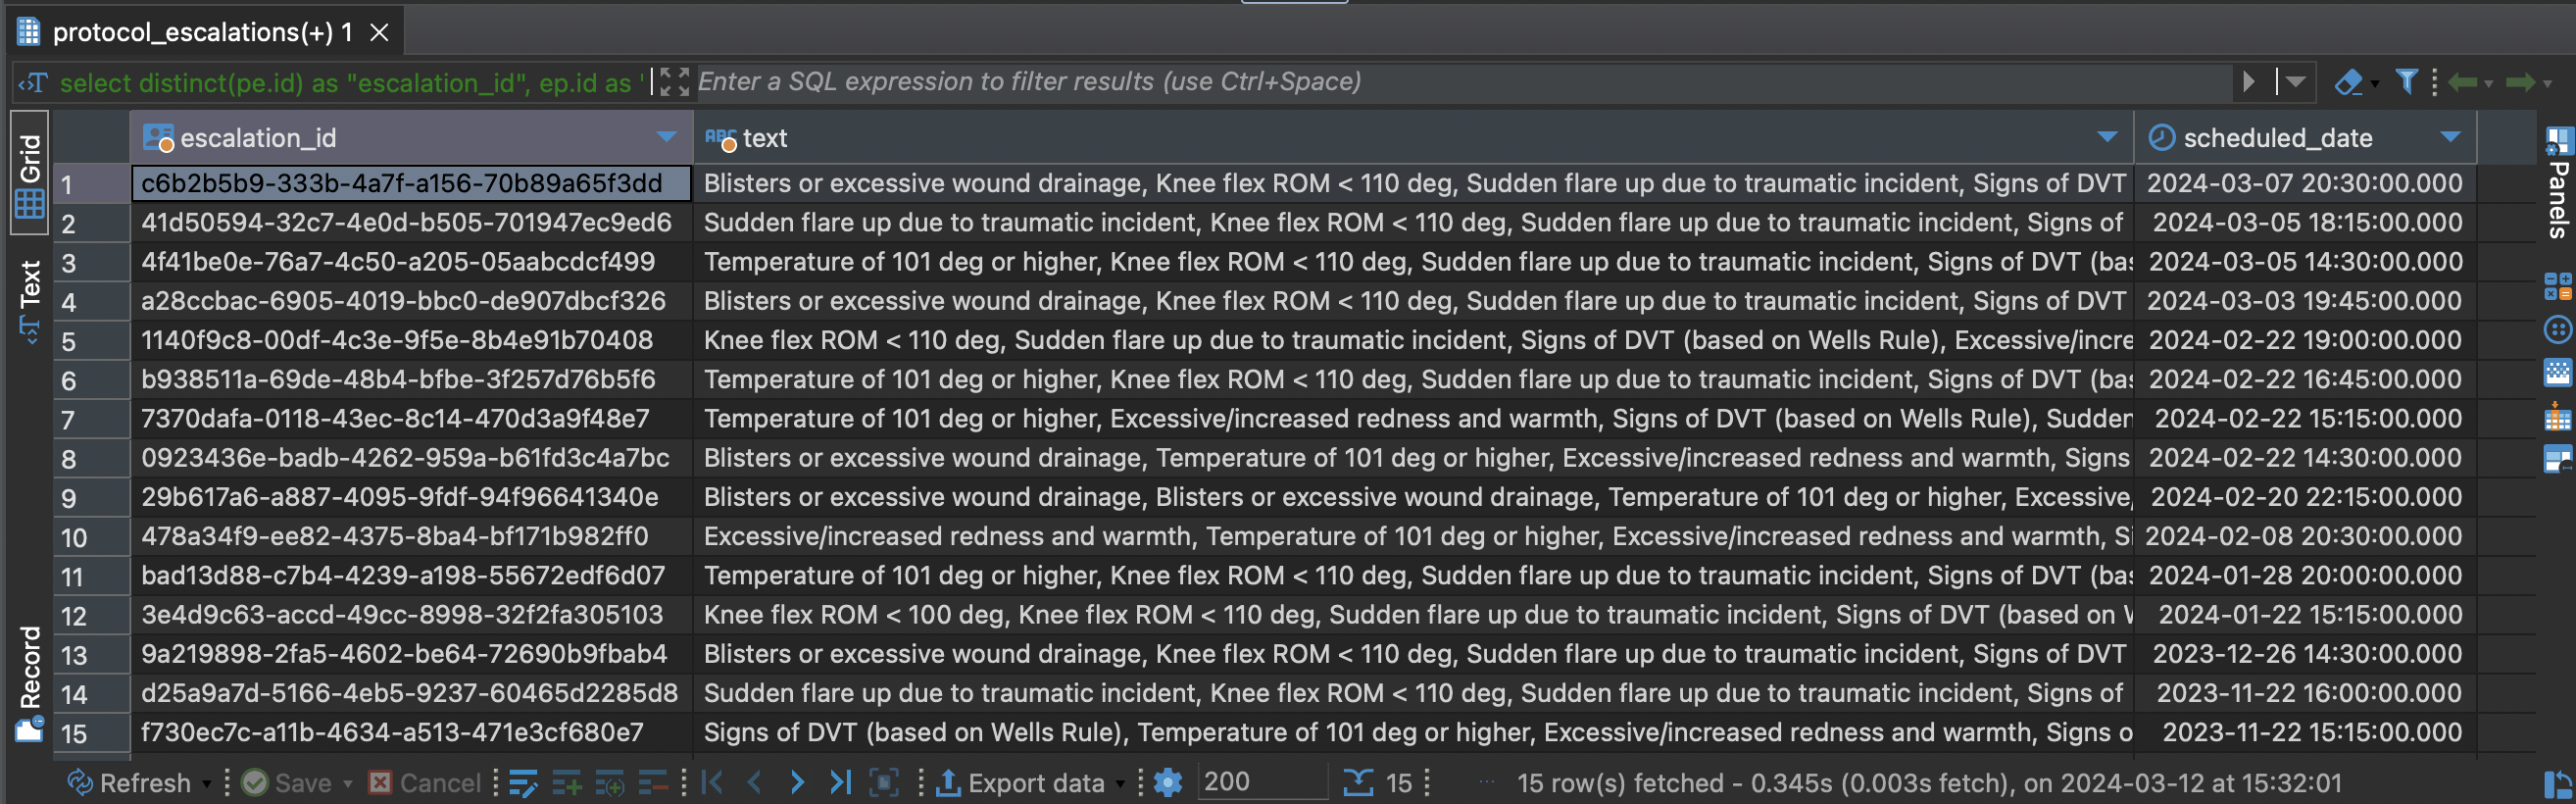 protocol_escalations(+) 1
select distinct(pe.id) as "escalation_id", ep.id as ' Enter a SQL expression to filter results (use Ctrl+Space)
Grid
Text
Record
Panels
escalation_id text scheduled_date
1 c6b2b5b9-333b-4a7f-a156-70b89a65f3dd Blisters or excessive wound drainage, Knee flex ROM < 110 deg, Sudden flare up due to traumatic incident, Signs of DVT 2024-03-07 20:30:00.000
2 41d50594-32c7-4e0d-b505-701947ec9ed6 Sudden flare up due to traumatic incident, Knee flex ROM < 110 deg, Sudden flare up due to traumatic incident, Signs of 2024-03-05 18:15:00.000
3 4f41be0e-76a7-4c50-a205-05aabcdcf499 Temperature of 101 deg or higher, Knee flex ROM < 110 deg, Sudden flare up due to traumatic incident, Signs of DVT (bas 2024-03-05 14:30:00.000
4 a28ccbac-6905-4019-bbc0-de907dbcf326 Blisters or excessive wound drainage, Knee flex ROM < 110 deg, Sudden flare up due to traumatic incident, Signs of DVT 2024-03-03 19:45:00.000
5 1140f9c8-00df-4c3e-9f5e-8b4e91b70408 Knee flex ROM < 110 deg, Sudden flare up due to traumatic incident, Signs of DVT (based on Wells Rule), Excessive/incre 2024-02-22 19:00:00.000
6 b938511a-69de-48b4-bfbe-3f257d76b5f6 Temperature of 101 deg or higher, Knee flex ROM < 110 deg, Sudden flare up due to traumatic incident, Signs of DVT (bas 2024-02-22 16:45:00.000
7 7370dafa-0118-43ec-8c14-470d3a9f48e7 Temperature of 101 deg or higher, Excessive/increased redness and warmth, Signs of DVT (based on Wells Rule), Sudden 2024-02-22 15:15:00.000
8 0923436e-badb-4262-959a-b61fd3c4a7bc Blisters or excessive wound drainage, Temperature of 101 deg or higher, Excessive/increased redness and warmth, Signs 2024-02-22 14:30:00.000
9 29b617a6-a887-4095-9fdf-94f96641340e Blisters or excessive wound drainage, Blisters or excessive wound drainage, Temperature of 101 deg or higher, Excessive/ 2024-02-20 22:15:00.000
10 478a34f9-ee82-4375-8ba4-bf171b982ff0 Excessive/increased redness and warmth, Temperature of 101 deg or higher, Excessive/increased redness and warmth, Si 2024-02-08 20:30:00.000
11 bad13d88-c7b4-4239-a198-55672edf6d07 Temperature of 101 deg or higher, Knee flex ROM < 110 deg, Sudden flare up due to traumatic incident, Signs of DVT (bas 2024-01-28 20:00:00.000
12 3e4d9c63-accd-49cc-8998-32f2fa305103 Knee flex ROM < 100 deg, Knee flex ROM < 110 deg, Sudden flare up due to traumatic incident, Signs of DVT (based on W 2024-01-22 15:15:00.000
13 9a219898-2fa5-4602-be64-72690b9fbab4 Blisters or excessive wound drainage, Knee flex ROM < 110 deg, Sudden flare up due to traumatic incident, Signs of DVT 2023-12-26 14:30:00.000
14 d25a9a7d-5166-4eb5-9237-60465d2285d8 Sudden flare up due to traumatic incident, Knee flex ROM < 110 deg, Sudden flare up due to traumatic incident, Signs of 2023-11-22 16:00:00.000
15 f730ec7c-a11b-4634-a513-471e3cf680e7 Signs of DVT (based on Wells Rule), Temperature of 101 deg or higher, Excessive/increased redness and warmth, Signs o 2023-11-22 15:15:00.000
Refresh Save Cancel Export data 200 15 15 row(s) fetched - 0.345s (0.003s fetch), on 2024-03-12 at 15:32:01